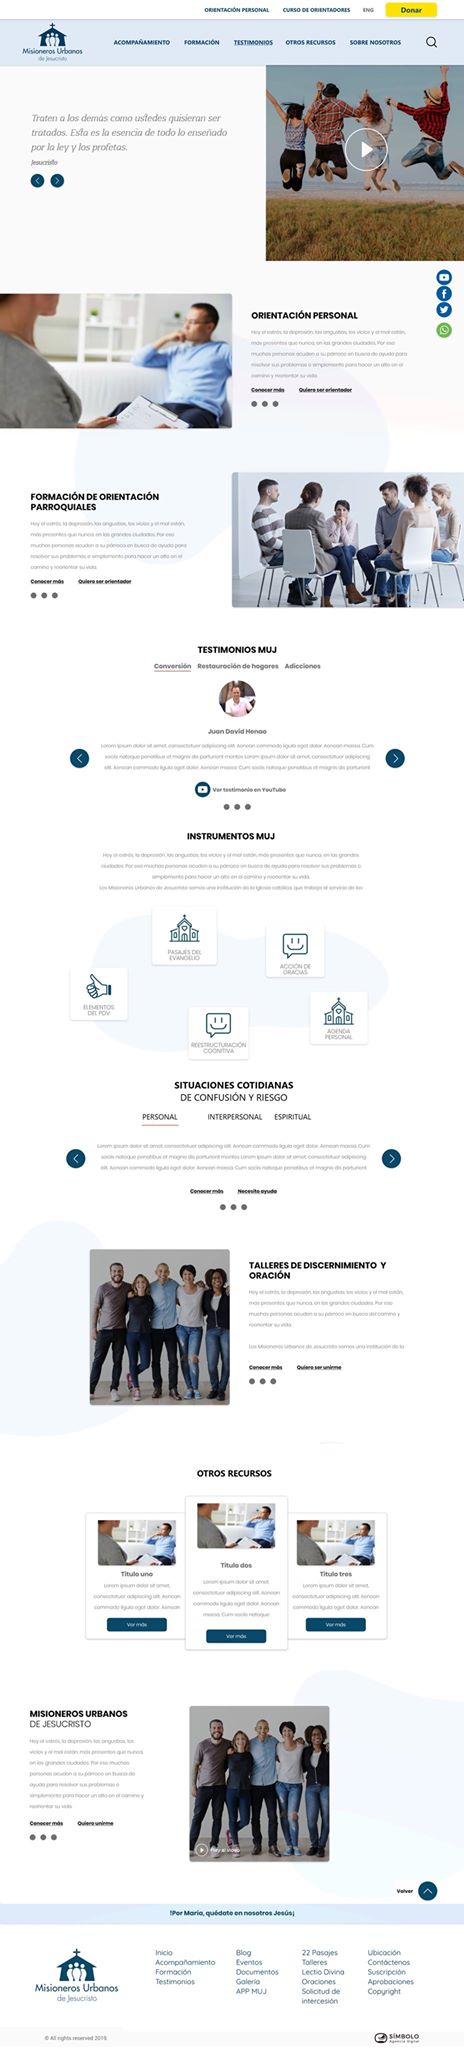 ORIENTACIÓN PERSONAL CURSO DE ORIENTADORES ENG Donar
Misioneros Urbanos
de Jesucristo
ACOMPAÑAMIENTO FORMACIÓN TESTIMONIOS OTROS RECURSOS SOBRE NOSOTROS
Traten a los demás como ustedes quisieran ser
tratados. Esta es la esencia de todo lo enseñado
por la ley y los profetas.
Jesucristo
ORIENTACIÓN PERSONAL
Hoy el estrés, la depresión, las angustias, los vicios y el mal están,
más presentes que nunca, en las grandes ciudades. Por eso
muchas personas acuden a su párroco en busca de ayuda para
resolver sus problemas o simplemento para hacer un alto en el
camino y reorientar su vida.
Conocer más Quiero ser orientador
FORMACIÓN DE ORIENTACIÓN
PARROQUIALES
Hoy el estrés, la depresión, las angustias, los vicios y el mal están,
más presentes que nunca, en las grandes ciudades. Por eso
muchas personas acuden a su párroco en busca de ayuda para
resolver sus problemas o simplemento para hacer un alto en el
camino y reorientar su vida.
Conocer más Quiero ser orientador
TESTIMONIOS MUJ
Conversión Restauración de hogares Adicciones
Juan David Henao
Lorem ipsum dolor sit amet, consectetuer adipiscing elit. Aenean commodo ligula eget dolor. Aenean massa. Cum
sociis natoque penatibus et magnis dis parturient montes Lorem ipsum dolor sit amet, consectetuer adipiscing
elit. Aenean commodo ligula eget dolor. Aenean massa. Cum sociis natoque penatibus et magnis dis parturient
Ver testimonio en YouTube
INSTRUMENTOS MUJ
Hoy el estrés, la depresión, las angustias, los vicios y el mal están, más presentes que nunca, en las grandes
ciudades. Por eso muchas personas acuden a su párroco en busca de ayuda para resolver sus problemas o
simplemente para hacer un alto en el camino y reorientar su vida.
Los Misioneros Urbanos de Jesucristo somos una institución de la Iglesia católica, que trabaja al servicio de los
PASAJES DEL
EVANGELIO
ACCIÓN DE
GRACIAS
ELEMENTOS
DEL PDV
REESTRUCTURACIÓN
COGNITIVA
AGENDA
PERSONAL
SITUACIONES COTIDIANAS
DE CONFUSIÓN Y RIESGO
PERSONAL INTERPERSONAL ESPIRITUAL
Lorem ipsum dolor sit amet, consectetuer adipiscing elit. Aenean commodo ligula eget dolor. Aenean massa. Cum
sociis natoque penatibus et magnis dis parturient montes Lorem ipsum dolor sit amet, consectetuer adipiscing
elit. Aenean commodo ligula eget dolor. Aenean massa. Cum sociis natoque penatibus et magnis dis parturient
Conocer más Necesito ayuda
TALLERES DE DISCERNIMIENTO Y
ORACIÓN
Hoy el estrés, la depresión, las angustias, los vicios y el mal están,
más presentes que nunca, en las grandes ciudades. Por eso
muchas personas acuden a su párroco en busca del camino y
reorientar su vida.
Los Misioneros Urbanos de Jesucristo somos una institución de la
Conocer más Quiero ser unirme
OTROS RECURSOS
Título uno
Lorem ipsum dolor sit amet,
consectetuer adipiscing elit. Aenean
commodo ligula eget dolor. Aenean
Ver más
Título dos
Lorem ipsum dolor sit amet,
consectetuer adipiscing elit. Aenean
commodo ligula eget dolor. Aenean
massa. Cum sociis natoque
Ver más
Título tres
Lorem ipsum dolor sit amet,
consectetuer adipiscing elit. Aenean
commodo ligula eget dolor. Aenean
Ver más
MISIONEROS URBANOS
DE JESUCRISTO
Hoy el estrés, la depresión, las angustias, los
vicios y el mal están, más presentes que nunca,
en las grandes ciudades. Por eso muchas
personas acuden a su párroco en busca de
ayuda para resolver sus problemas o
simplemento para hacer un alto en el camino y
reorientar su vida.
Conocer más Quiero unirme
Play al video
Volver
!Por María, quédate en nosotros Jesús¡
Misioneros Urbanos
de Jesucristo
Inicio
Acompañamiento
Formación
Testimonios
Blog
Eventos
Documentos
Galería
APP MUJ
22 Pasajes
Talleres
Lectio Divina
Oraciones
Solicitud de
intercesión
Ubicación
Contáctenos
Suscripción
Aprobaciones
Copyright
© All rights reserved 2019.
SÍMBOLO
Agencia Digital